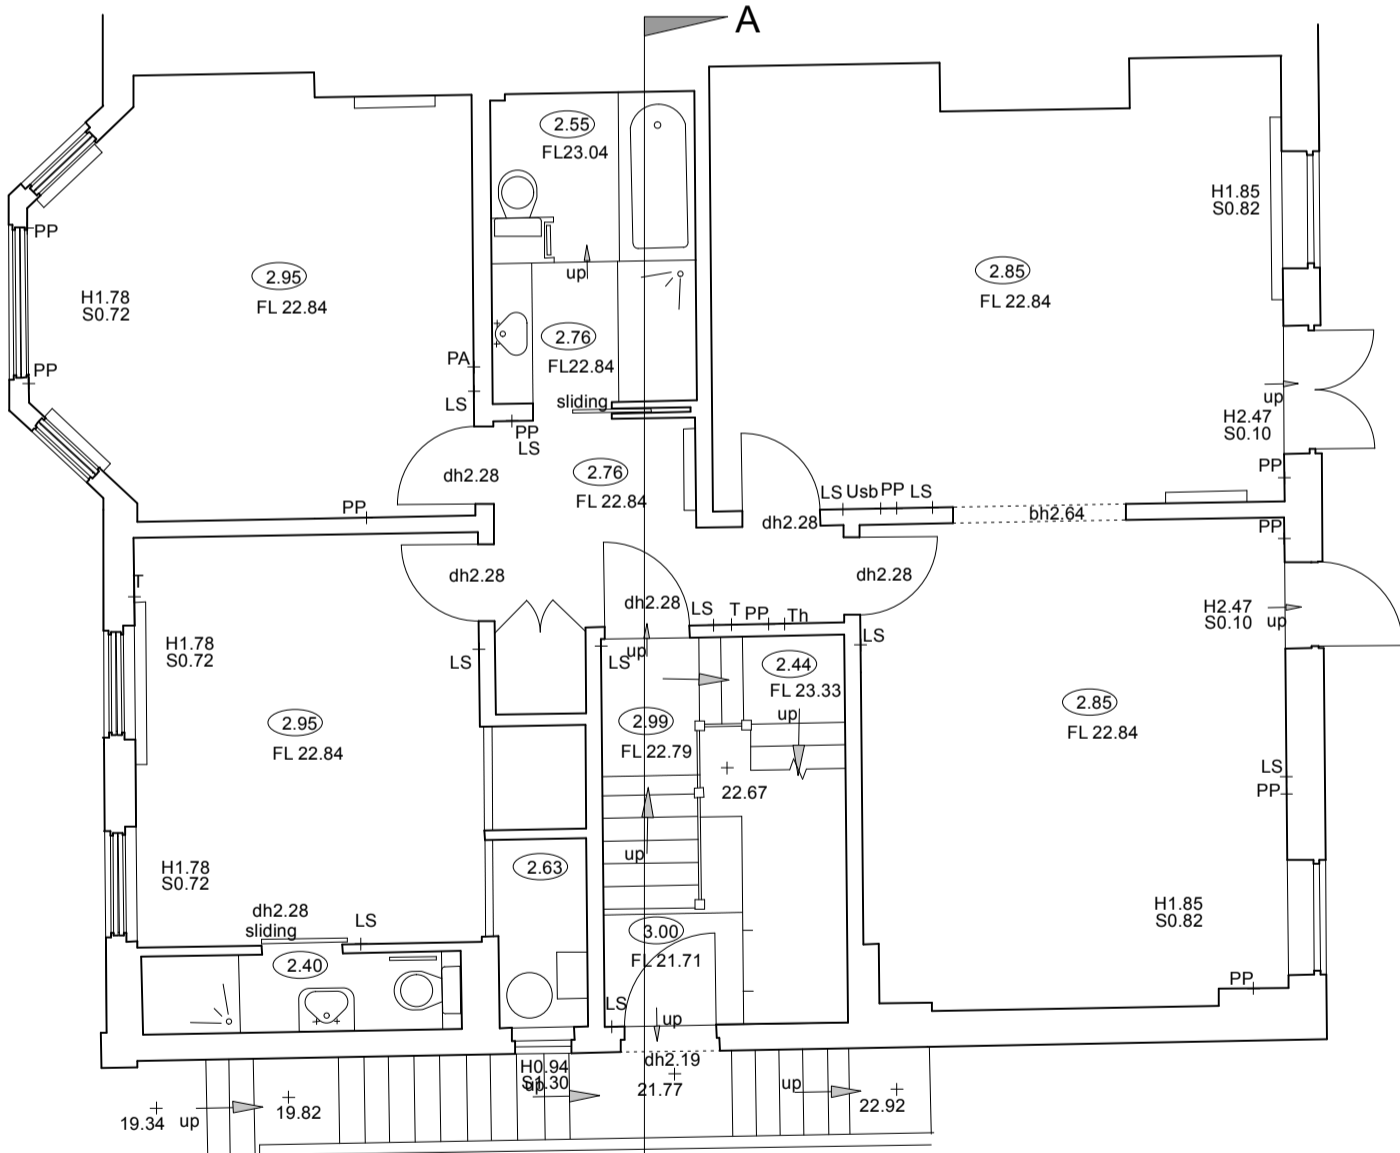 A
2.55
FL23.04
up
2.95
FL 22.84
H1.78
S0.72
PP
PP
PA
LS
2.76
FL22.84
sliding
PP
LS
dh2.28
2.76
FL 22.84
PP
2.85
FL 22.84
H1.85
S0.82
up
H2.47
S0.10
PP
LS Usb PP LS
dh2.28
bh2.64
PP
dh2.28
dh2.28
dh2.28
T
H1.78
S0.72
LS
2.95
FL 22.84
H1.78
S0.72
dh2.28
sliding
LS
2.40
2.63
LS T PP Th
up
LS
2.44
FL 23.33
up
2.99
FL 22.79
22.67
up
3.00
FL 21.71
LS
up
dh2.19
21.77
LS
H2.47
S0.10
up
2.85
FL 22.84
LS
PP
H1.85
S0.82
PP
H0.94
S1.30
up
19.34
up
19.82
up
22.92